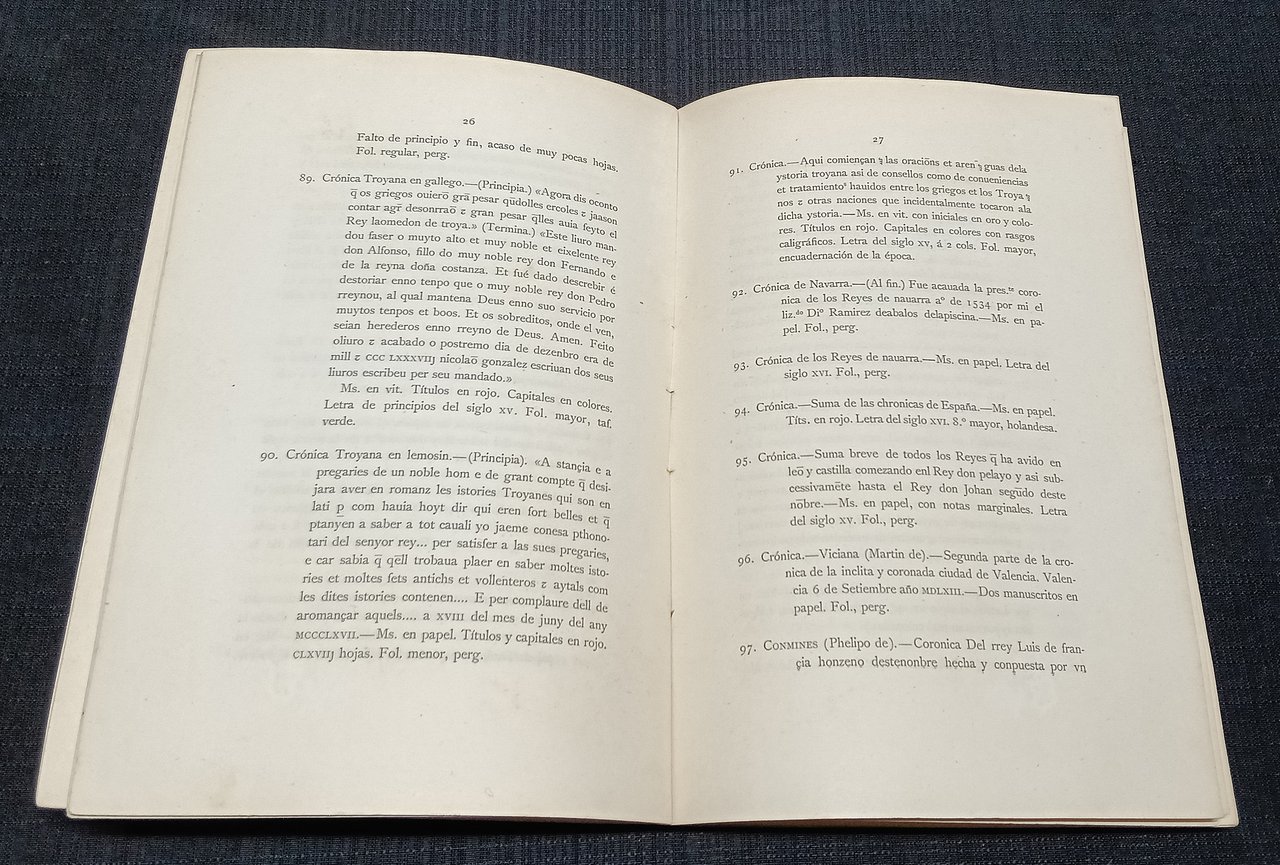 26
Falto de principio y fin, acaso de muy pocas hojas.
Fol. regular, perg.
89. Crónica Troyana en gallego.—(Principia.) «Agora dis oconto
q̄ os griegos ouierō grā pesar qūdolles ercoles ꞇ jaason
contar agr̄ desonrraō ꞇ gran pesar q̄lles auia feyto el
Rey laomedon de troya.» (Termina.) «Este liuro man-
dou faser o muyto alto et muy noble et eixelente rey
don Alfonso, fillo do muy noble rey don Fernando e
de la reyna doña costanza. Et fué dado descrebir é
destoriar enno tenpo que o muy noble rey don Pedro
rreynou, al qual mantena Deus enno suo servicio por
muytos tenpos et boos. Et os sobreditos, onde el ven,
seían herederos enno rreyno de Deus. Amen. Feito
oliuro ꞇ acabado o postremo dia de dezenbro era de
mill ꞇ CCC LXXXVIIJ nicolaō gonzalez escriuan dos seus
liuros escribeu per seu mandado.»
Ms. en vit. Títulos en rojo. Capitales en colores.
Letra de principios del siglo XV. Fol. mayor, taf.
verde.
90. Crónica Troyana en lemosin.—(Principia). «A stançia e a
pregaries de un noble hom e de grant compte q̄ desi-
jara aver en romanz les istories Troyanes qui son en
lati p̲ com hauia hoyt dir qui eren fort belles et q̄
ptanyen a saber a tot cauali yo jaeme conesa pthono-
tari del senyor rey... per satisfer a las sues pregaries,
e car sabia q̄ qēll trobaua plaer en saber moltes isto-
ries et moltes fets antichs et vollenteros ꞇ aytals com
les dites istories contenen.... E per complaure dell de
aromançar aquels.... a XVIII del mes de juny del any
MCCCLXVII.—Ms. en papel. Títulos y capitales en rojo.
CLXVIIJ hojas. Fol. menor, perg.
27
91. Crónica.—Aqui comiençan ⁊ las oraciōns et aren ⁊ guas dela
ystoria troyana asi de consellos como de conueniencias
et tratamientoˢ hauidos entre los griegos et los Troya ⁊
nos ꞇ otras naciones que incidentalmente tocaron ala
dicha ystoria.—Ms. en vit. con iniciales en oro y colo-
res. Títulos en rojo. Capitales en colores con rasgos
caligráficos. Letra del siglo XV, á 2 cols. Fol. mayor,
encuadernación de la época.
92. Crónica de Navarra.—(Al fin.) Fue acauada la pres.ᵗᵉ coro-
nica de los Reyes de nauarra aº de 1534 por mi el
liz.ᵈᵒ Diº Ramirez deabalos delapiscina.—Ms. en pa-
pel. Fol., perg.
93. Crónica de los Reyes de nauarra.—Ms. en papel. Letra del
siglo XVI. Fol., perg.
94. Crónica.—Suma de las chronicas de España.—Ms. en papel.
Títs. en rojo. Letra del siglo XVI. 8.º mayor, holandesa.
95. Crónica.—Suma breve de todos los Reyes q̄ ha avido en
leō y castilla comezando enl Rey don pelayo y asi sub-
cessivamēte hasta el Rey don Johan segūdo deste
nōbre.—Ms. en papel, con notas marginales. Letra
del siglo XV. Fol., perg.
96. Crónica.—Viciana (Martin de).—Segunda parte de la cro-
nica de la inclita y coronada ciudad de Valencia. Valen-
cia 6 de Setiembre año MDLXIII.—Dos manuscritos en
papel. Fol., perg.
97. CONMINES (Phelipo de).—Coronica Del rrey Luis de fran-
çia honzeno destenonbre hecha y conpuesta por vn